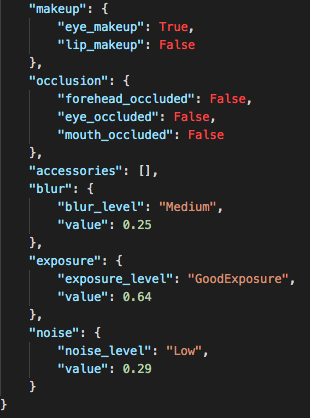 "makeup": {
"eye_makeup": True,
"lip_makeup": False
},
"occlusion": {
"forehead_occluded": False,
"eye_occluded": False,
"mouth_occluded": False
},
"accessories": [],
"blur": {
"blur_level": "Medium",
"value": 0.25
},
"exposure": {
"exposure_level": "GoodExposure",
"value": 0.64
},
"noise": {
"noise_level": "Low",
"value": 0.29
}
}